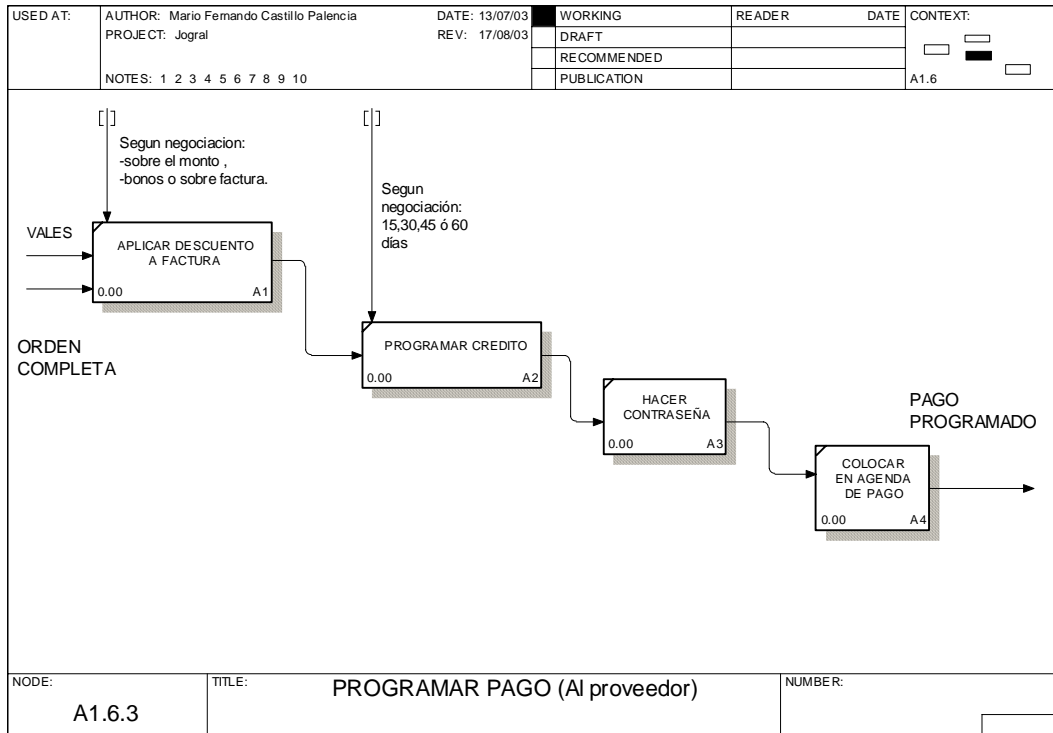 USED AT:
AUTHOR: Mario Fernando Castillo Palencia
DATE: 13/07/03
PROJECT: Jogral
REV: 17/08/03
NOTES: 1 2 3 4 5 6 7 8 9 10
WORKING
DRAFT
RECOMMENDED
PUBLICATION
READER
DATE
CONTEXT:
A1.6
[ ]
Segun negociacion:
-sobre el monto ,
-bonos o sobre factura.
[ ]
Segun
negociación:
15,30,45 ó 60
días
VALES
ORDEN
COMPLETA
APLICAR DESCUENTO
A FACTURA
0.00 A1
PROGRAMAR CREDITO
0.00 A2
HACER
CONTRASEÑA
0.00 A3
COLOCAR
EN AGENDA
DE PAGO
0.00 A4
PAGO
PROGRAMADO
NODE:
A1.6.3
TITLE:
PROGRAMAR PAGO (Al proveedor)
NUMBER: